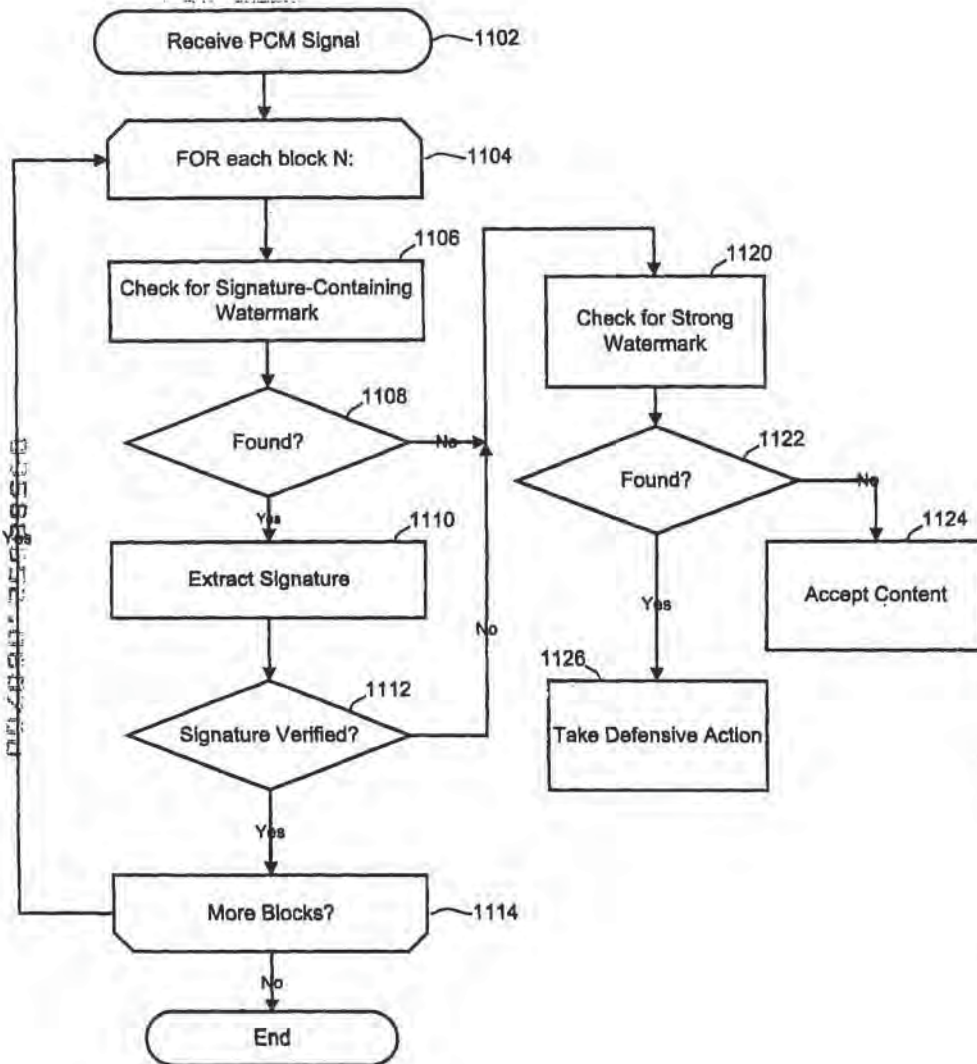 Receive PCM Signal
1102
FOR each block N:
1104
1106
Check for Signature-Containing
Watermark
1108
Found?
No
Yes
1110
Extract Signature
1112
Signature Verified?
No
Yes
More Blocks?
1114
Yes
No
End
1120
Check for Strong
Watermark
1122
Found?
No
Yes
1124
Accept Content
1126
Take Defensive Action